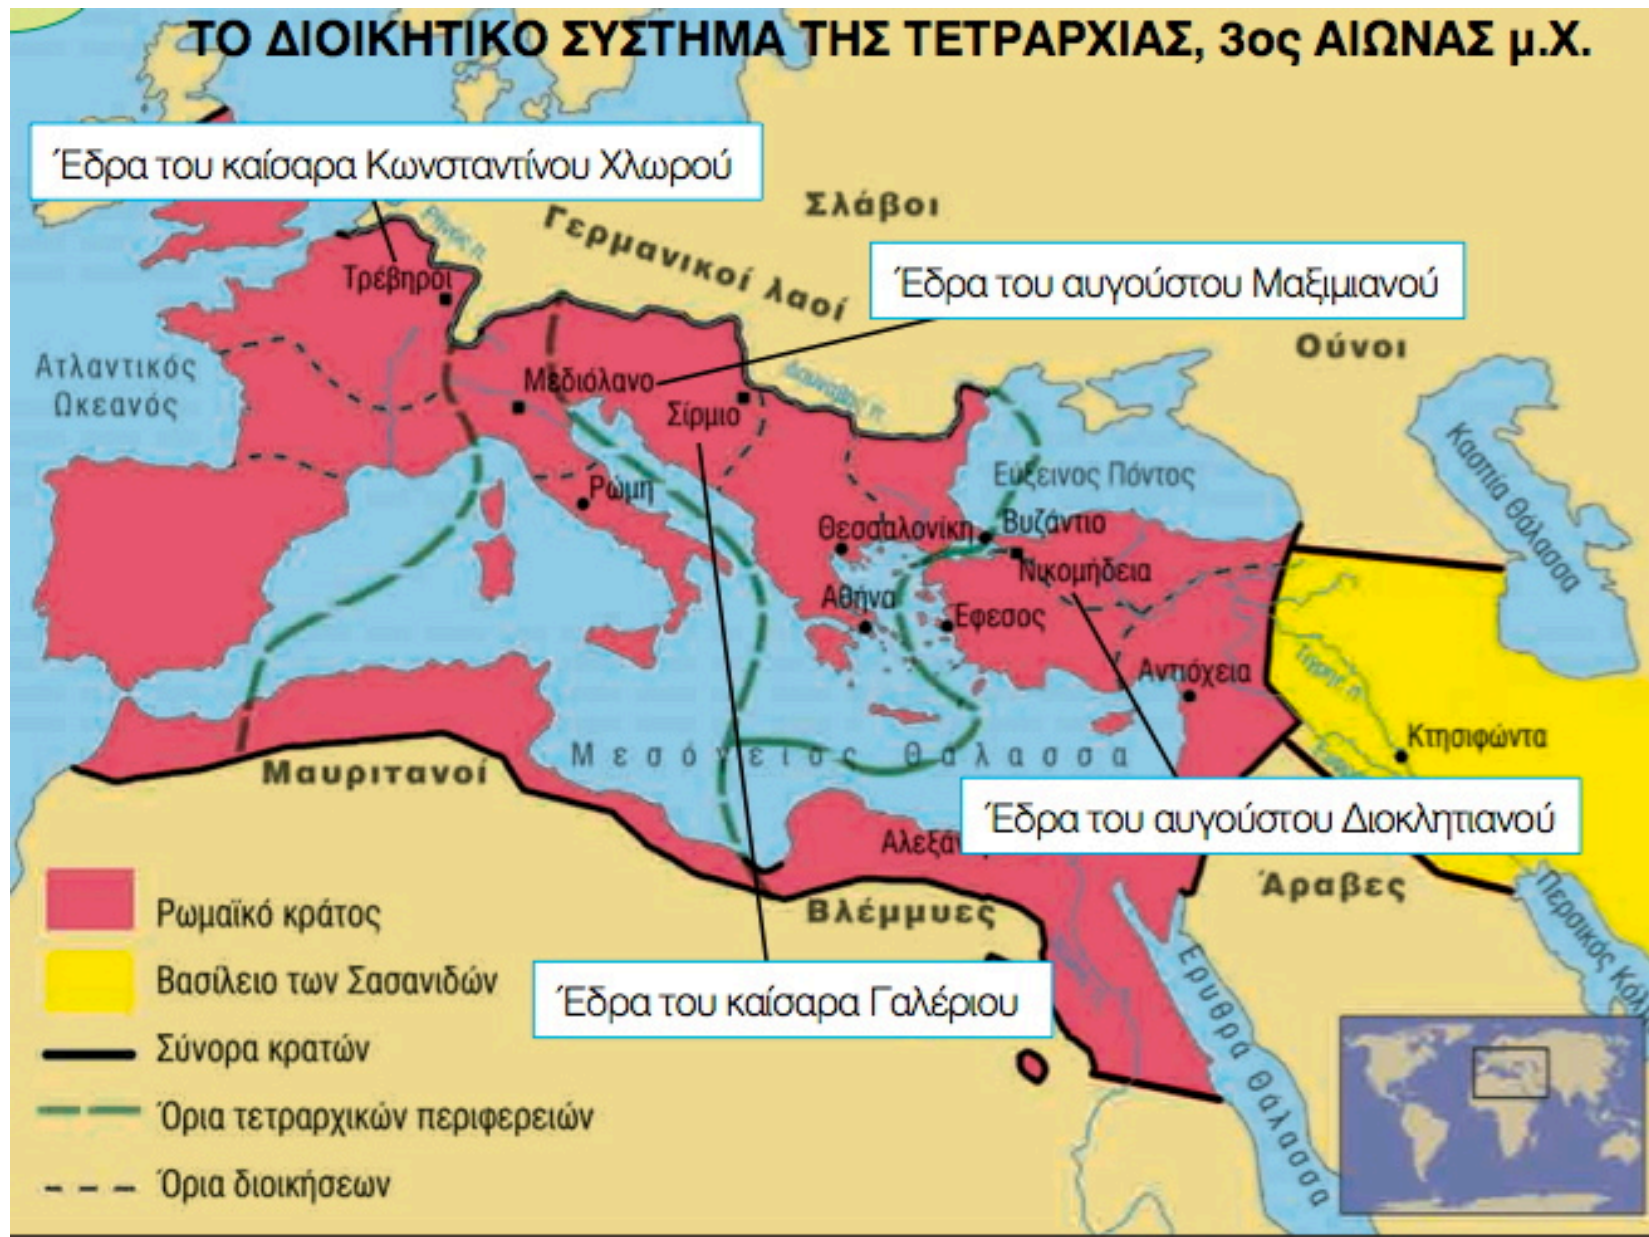 ΤΟ ΔΙΟΙΚΗΤΙΚΟ ΣΥΣΤΗΜΑ ΤΗΣ ΤΕΤΡΑΡΧΙΑΣ, 3ος ΑΙΩΝΑΣ μ.Χ.
Έδρα του καίσαρα Κωνσταντίνου Χλωρού
Σλάβοι
Ρήνος π.
Γερμανικοί λαοί
Έδρα του αυγούστου Μαξιμιανού
Τρέβηροι
Ούνοι
Ατλαντικός
Ωκεανός
Μεδιόλανο
Δούναβης π.
Σίρμιο
Κασπία Θάλασσα
Εύξεινος Πόντος
Ρώμη
Θεσσαλονίκη
Βυζάντιο
Νικομήδεια
Αθήνα
Έφεσος
Αντιόχεια
Τίγρης π.
Κτησιφώντα
Μεσόγειος Θάλασσα
Μαυριτανοί
Έδρα του αυγούστου Διοκλητιανού
Άραβες
Βλέμμυες
Περσικός
Ερυθρά Θάλασσα
Έδρα του καίσαρα Γαλέριου
Ρωμαϊκό κράτος
Βασίλειο των Σασανιδών
Σύνορα κρατών
Όρια τετραρχικών περιφερειών
Όρια διοικήσεων